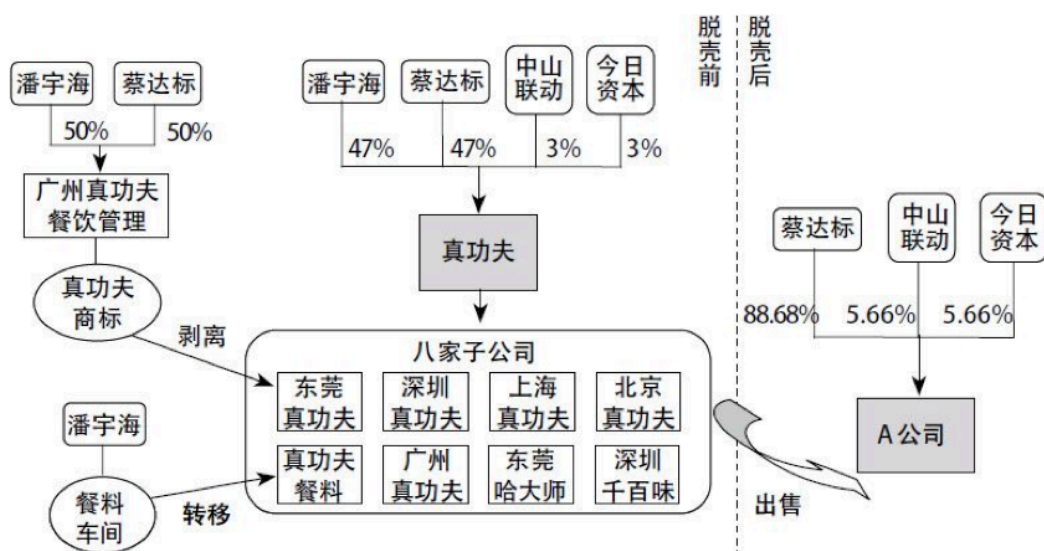 脱壳前
脱壳后
潘宇海
蔡达标
50%
50%
广州真功夫
餐饮管理
真功夫
商标
剥离
潘宇海
餐料
车间
转移
潘宇海
蔡达标
中山
联动
今日
资本
47%
47%
3%
3%
真功夫
八家子公司
东莞
真功夫
深圳
真功夫
上海
真功夫
北京
真功夫
真功夫
餐料
广州
真功夫
东莞
哈大师
深圳
千百味
蔡达标
中山
联动
今日
资本
88.68%
5.66%
5.66%
A公司
出售